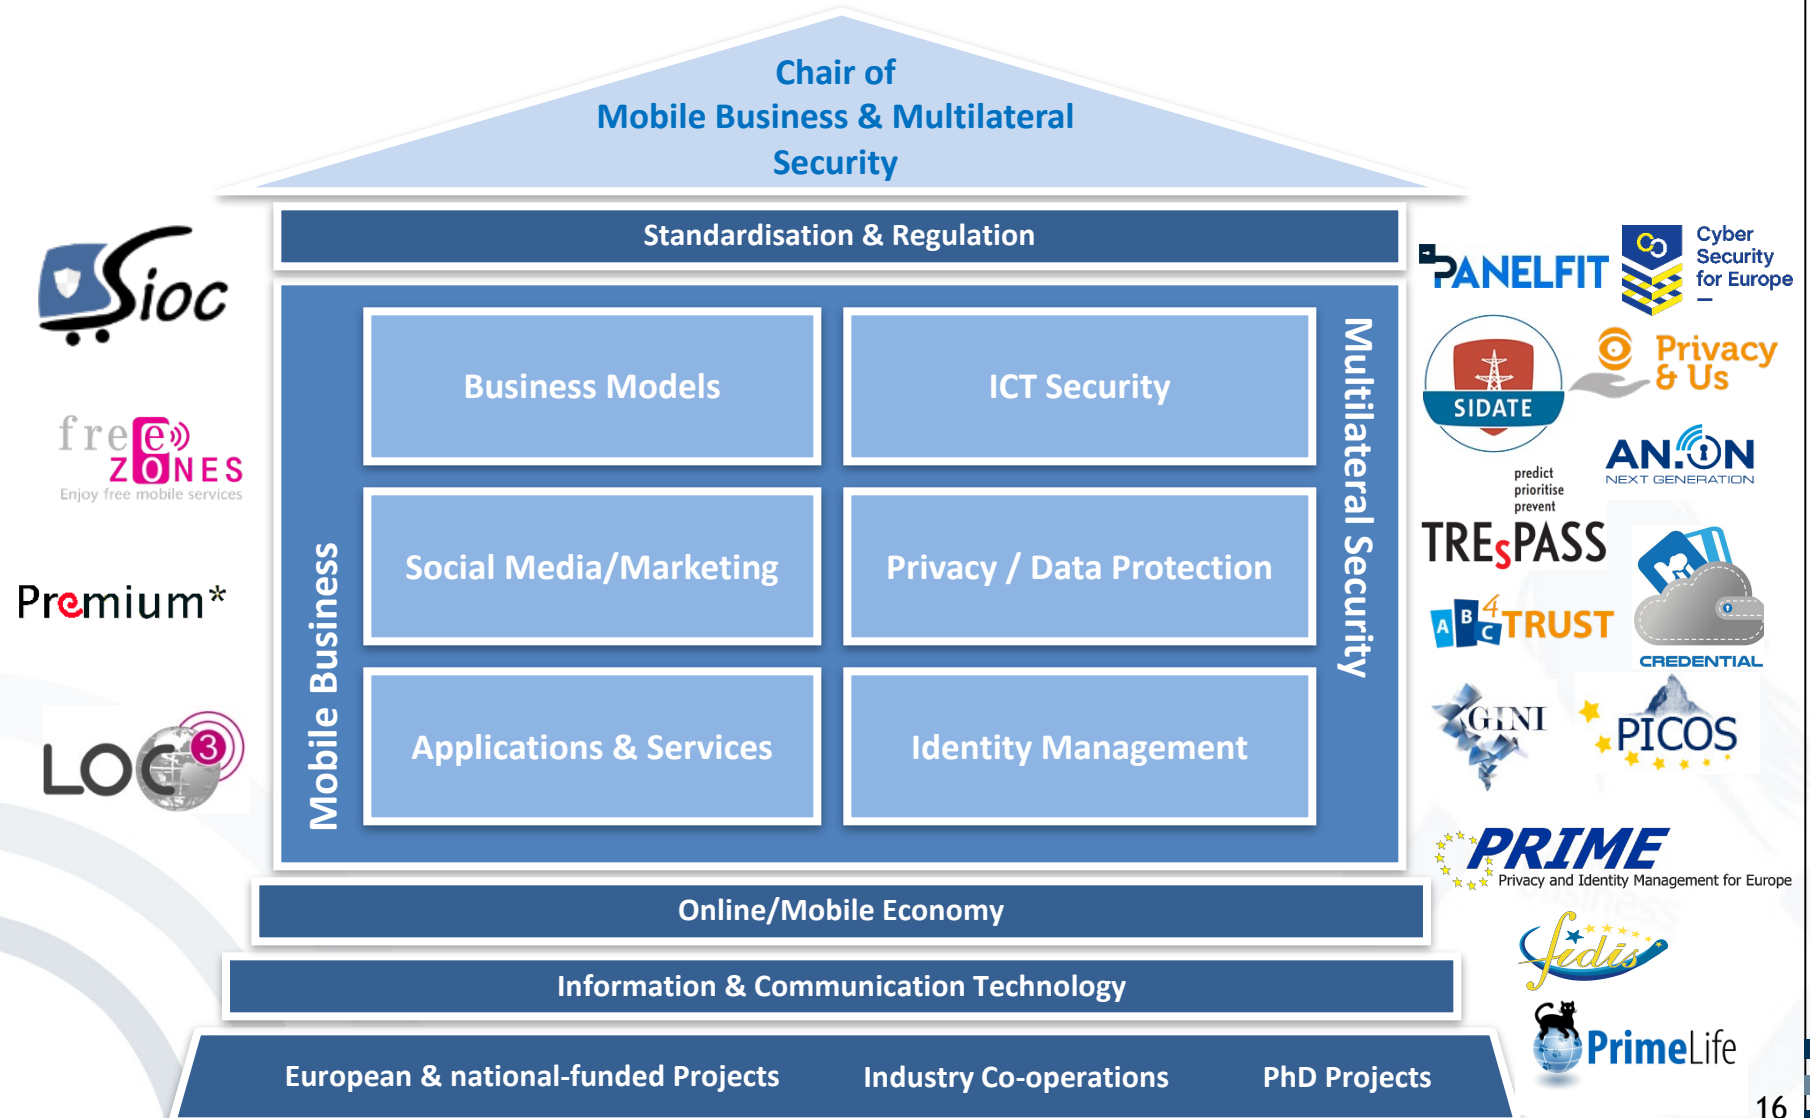 Chair of
Mobile Business & Multilateral
Security
Standardisation & Regulation
Mobile Business
Business Models
ICT Security
Social Media/Marketing
Privacy / Data Protection
Applications & Services
Identity Management
Multilateral Security
Online/Mobile Economy
Information & Communication Technology
European & national-funded Projects
Industry Co-operations
PhD Projects
Sioc
free
ZONES
Enjoy free mobile services
Premium*
LOC3
PANELFIT
Cyber
Security
for Europe
SIDATE
Privacy
& Us
AN.ON
NEXT GENERATION
predict
prioritise
prevent
TREsPASS
ABC4TRUST
CREDENTIAL
GINI
PICOS
PRIME
Privacy and Identity Management for Europe
fidis
PrimeLife
16